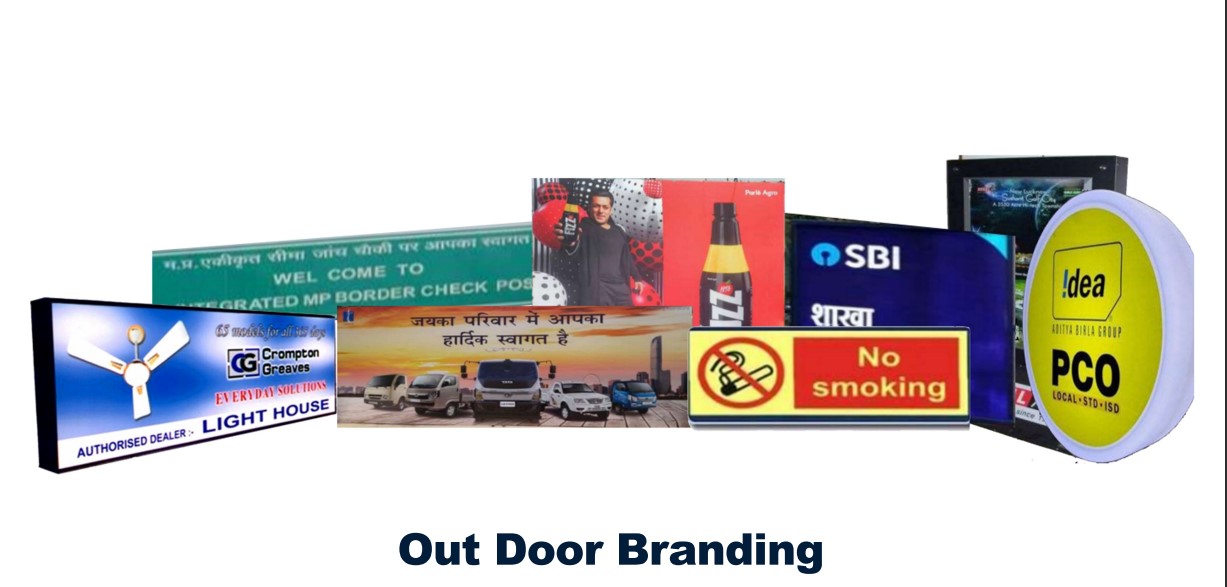 म.प्र. एकीकृत सीमा जांच चौकी पर आपका स्वागत
WEL COME TO
INTEGRATED MP BORDER CHECK POS
65 models for all 365 days
CG Crompton
Greaves
EVERYDAY SOLUTIONS
AUTHORISED DEALER :- LIGHT HOUSE
जयका परिवार में आपका
हार्दिक स्वागत है
Parle Agro
SBI
शाखा
No
smoking
!dea
ADITYA BIRLA GROUP
PCO
LOCAL • STD • ISD
since
Out Door Branding